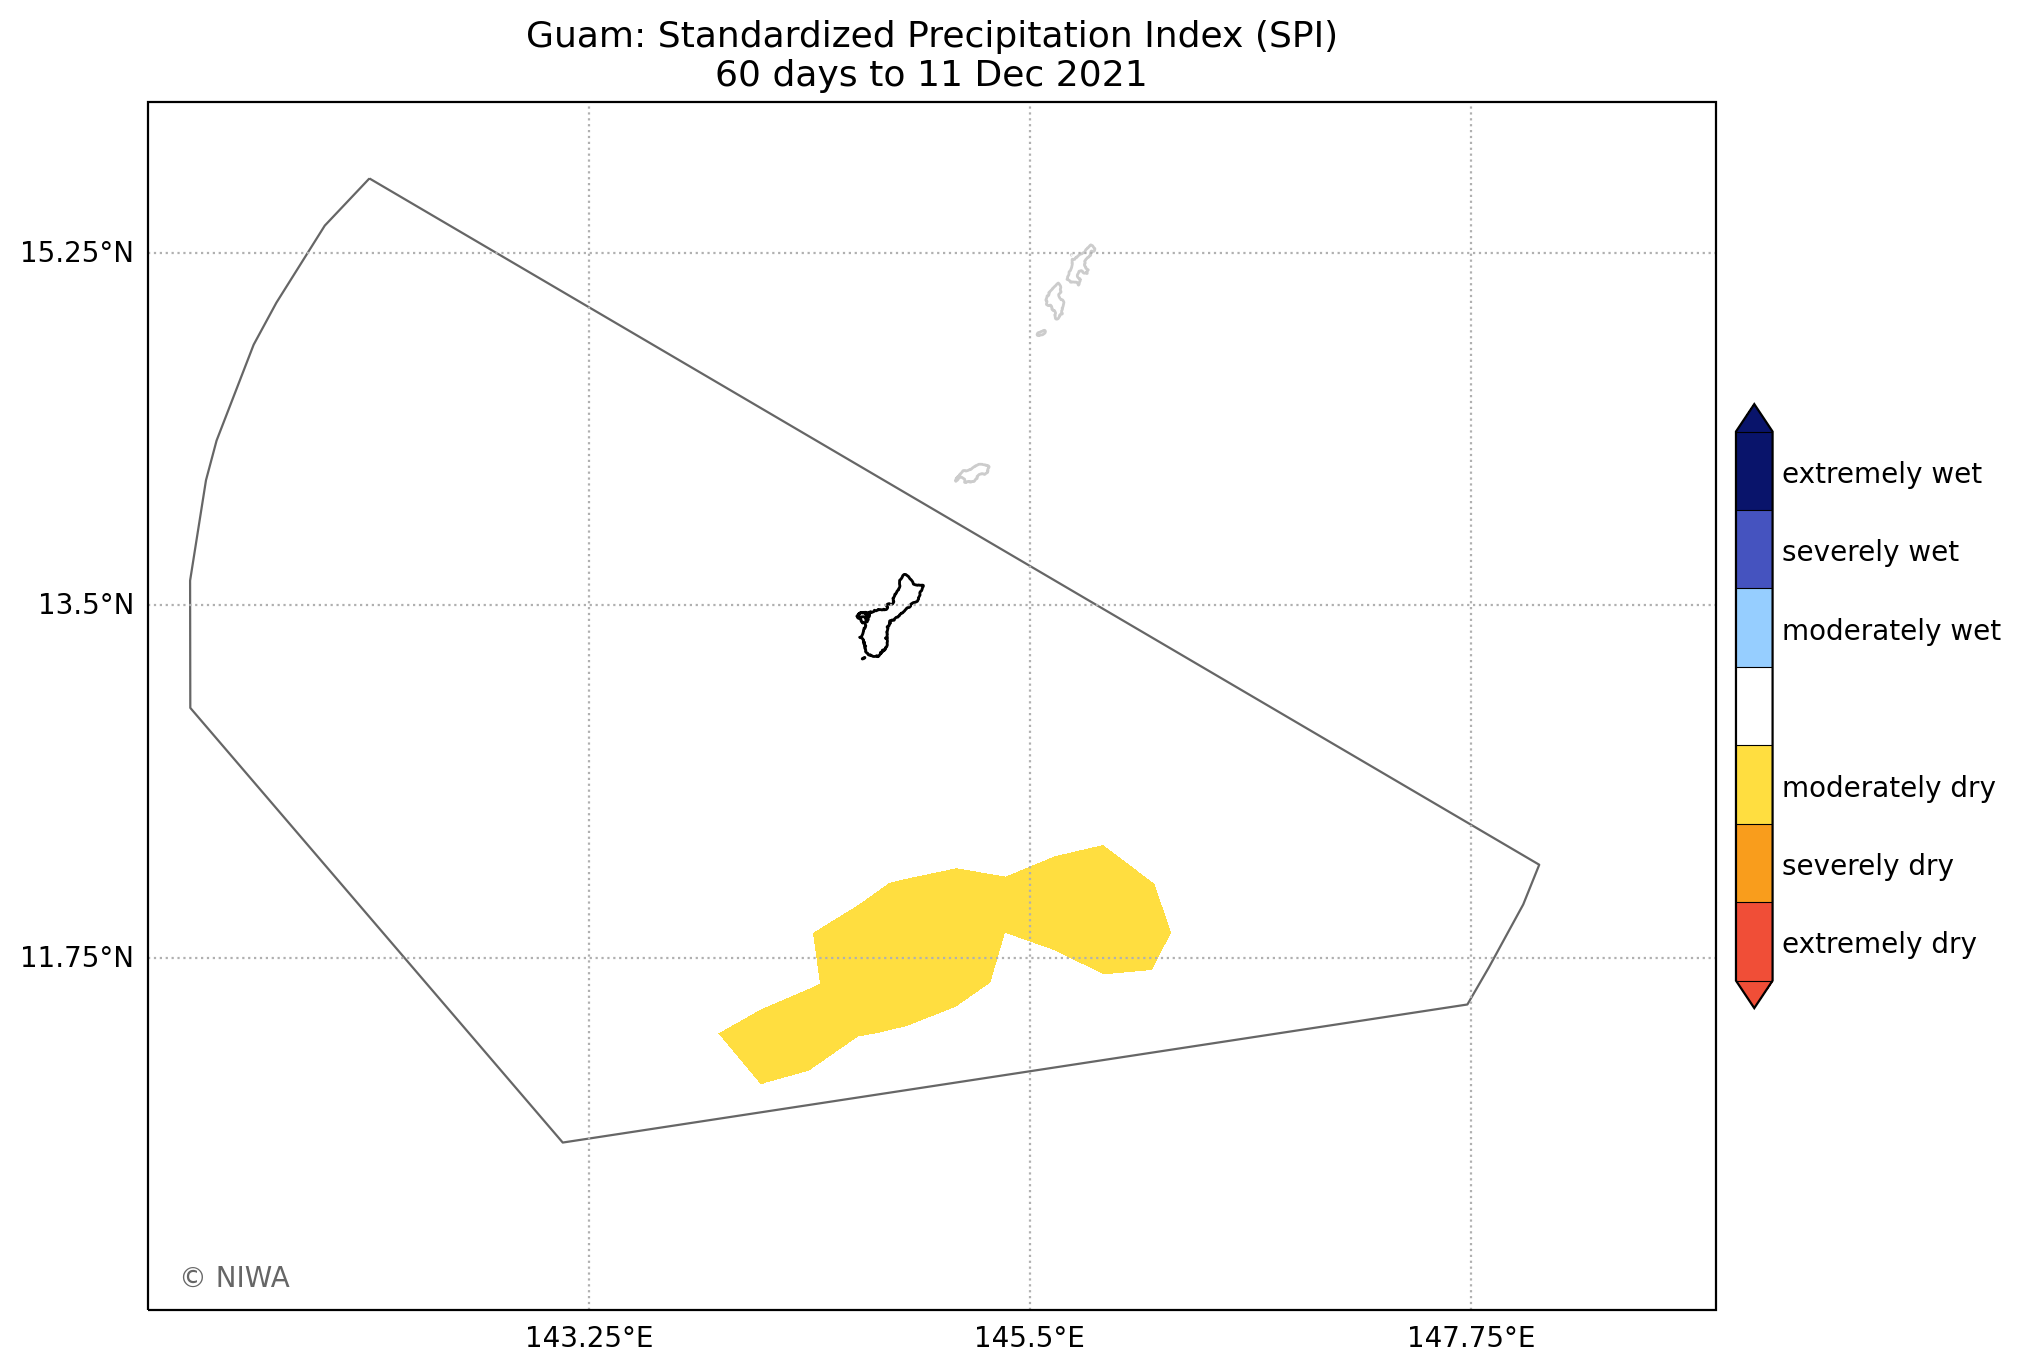 Guam: Standardized Precipitation Index (SPI)
60 days to 11 Dec 2021
15.25°N
13.5°N
11.75°N
143.25°E
145.5°E
147.75°E
extremely wet
severely wet
moderately wet
moderately dry
severely dry
extremely dry
© NIWA